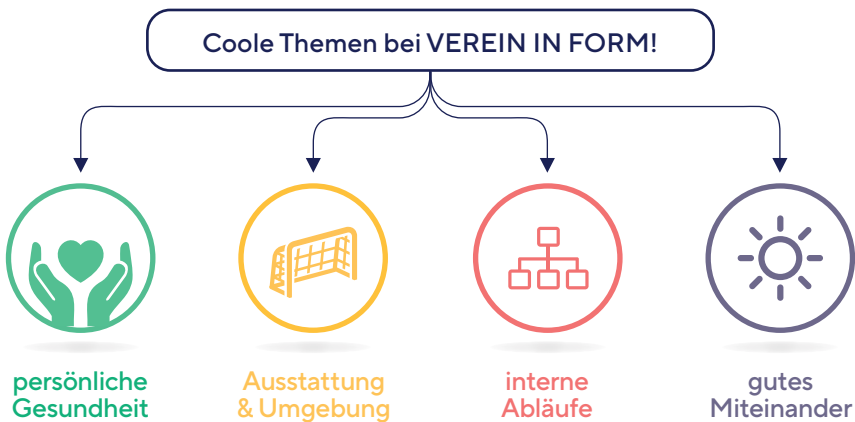 Coole Themen bei VEREIN IN FORM!
persönliche
Gesundheit
Ausstattung
& Umgebung
interne
Abläufe
gutes
Miteinander